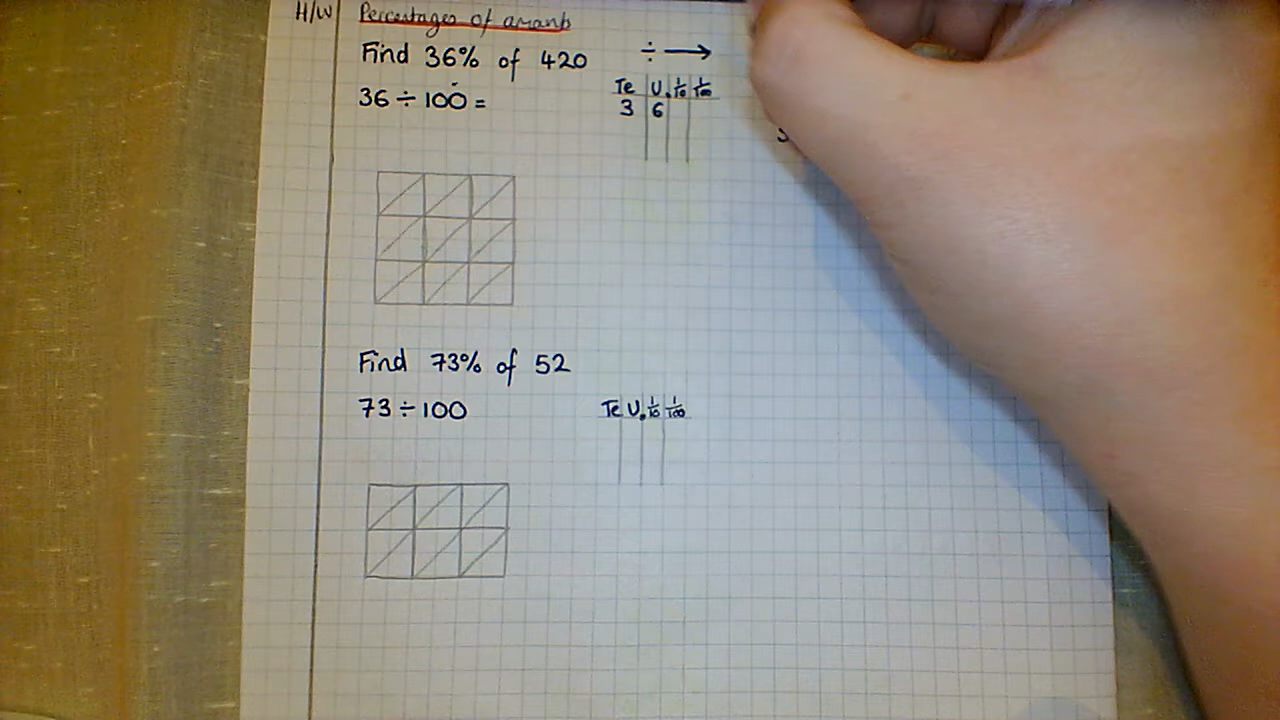 H/W Percentages of amounts
Find 36% of 420 ÷ →
36 ÷ 100 = Te U . 1/10 1/100
3 6
Find 73% of 52
73 ÷ 100 Te U . 1/10 1/100